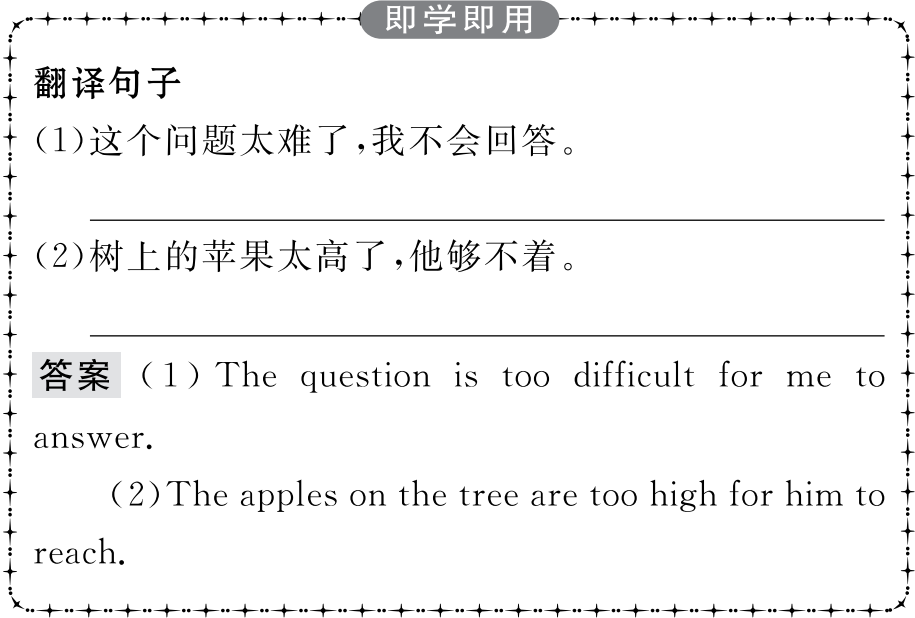 即学即用
翻译句子
(1)这个问题太难了,我不会回答。
(2)树上的苹果太高了,他够不着。
答案 (1) The question is too difficult for me to
answer.
(2)The apples on the tree are too high for him to
reach.